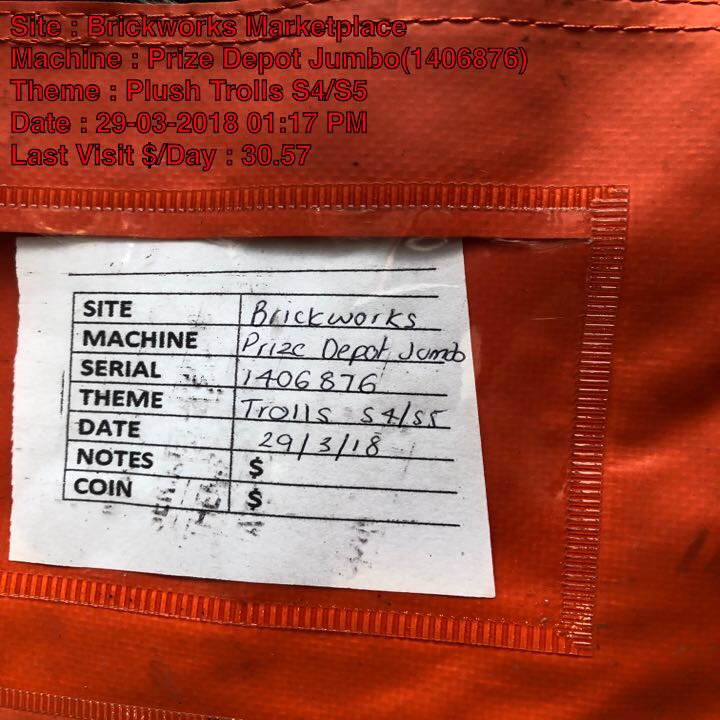 Site : Brickworks Marketplace
Machine : Prize Depot Jumbo(1406876)
Theme : Plush Trolls S4/S5
Date : 29-03-2018 01:17 PM
Last Visit $/Day : 30.57
SITE Brickworks
MACHINE Prize Depot Jumbo
SERIAL 1406876
THEME Trolls S4/S5
DATE 29/3/18
NOTES $
COIN $